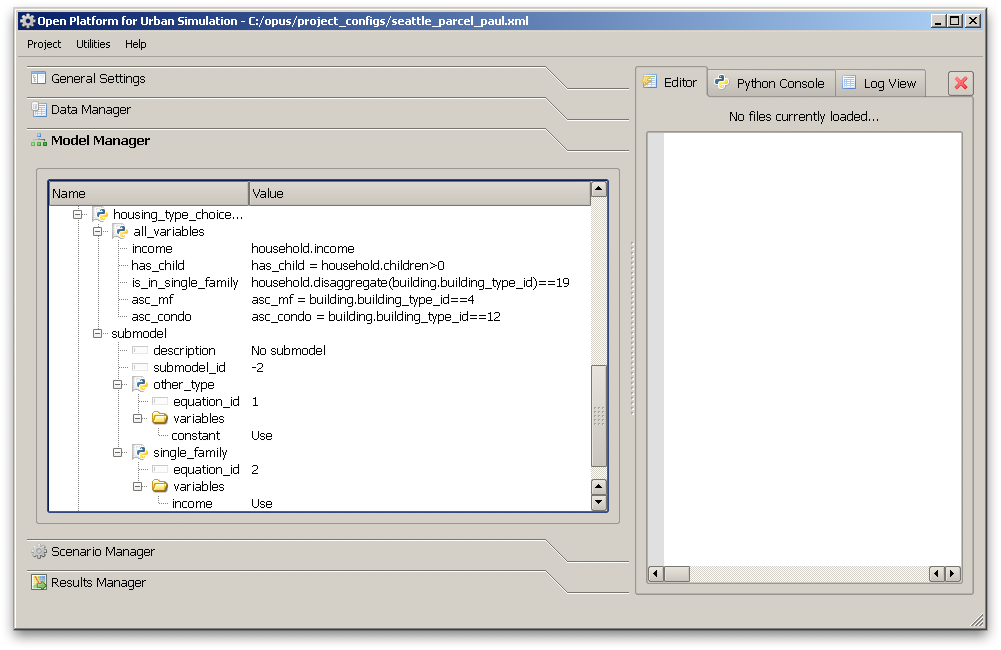 Open Platform for Urban Simulation - C:/opus/project_configs/seattle_parcel_paul.xml
Project Utilities Help
General Settings
Data Manager
Model Manager
Name Value
housing_type_choice...
all_variables
income household.income
has_child has_child = household.children>0
is_in_single_family household.disaggregate(building.building_type_id)==19
asc_mf asc_mf = building.building_type_id==4
asc_condo asc_condo = building.building_type_id==12
submodel
description No submodel
submodel_id -2
other_type
equation_id 1
variables
constant Use
single_family
equation_id 2
variables
income Use
Scenario Manager
Results Manager
Editor Python Console Log View
No files currently loaded...